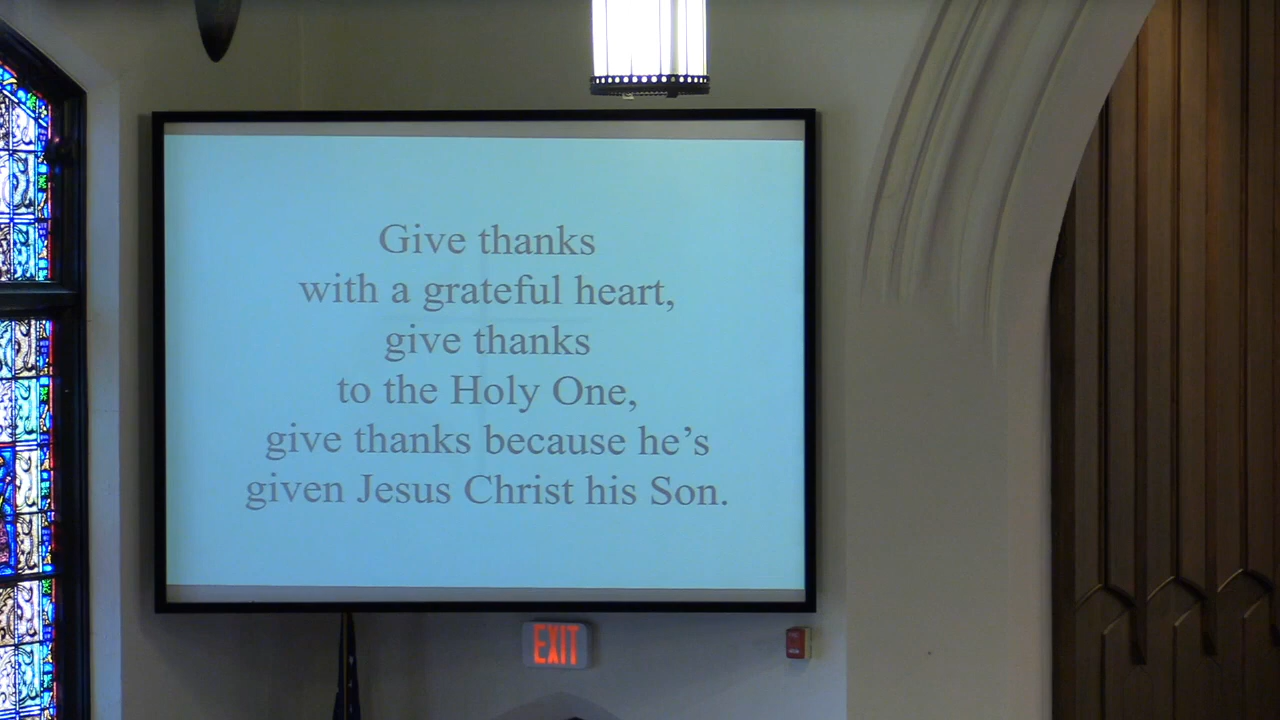 Give thanks
with a grateful heart,
give thanks
to the Holy One,
give thanks because he’s
given Jesus Christ his Son.
EXIT